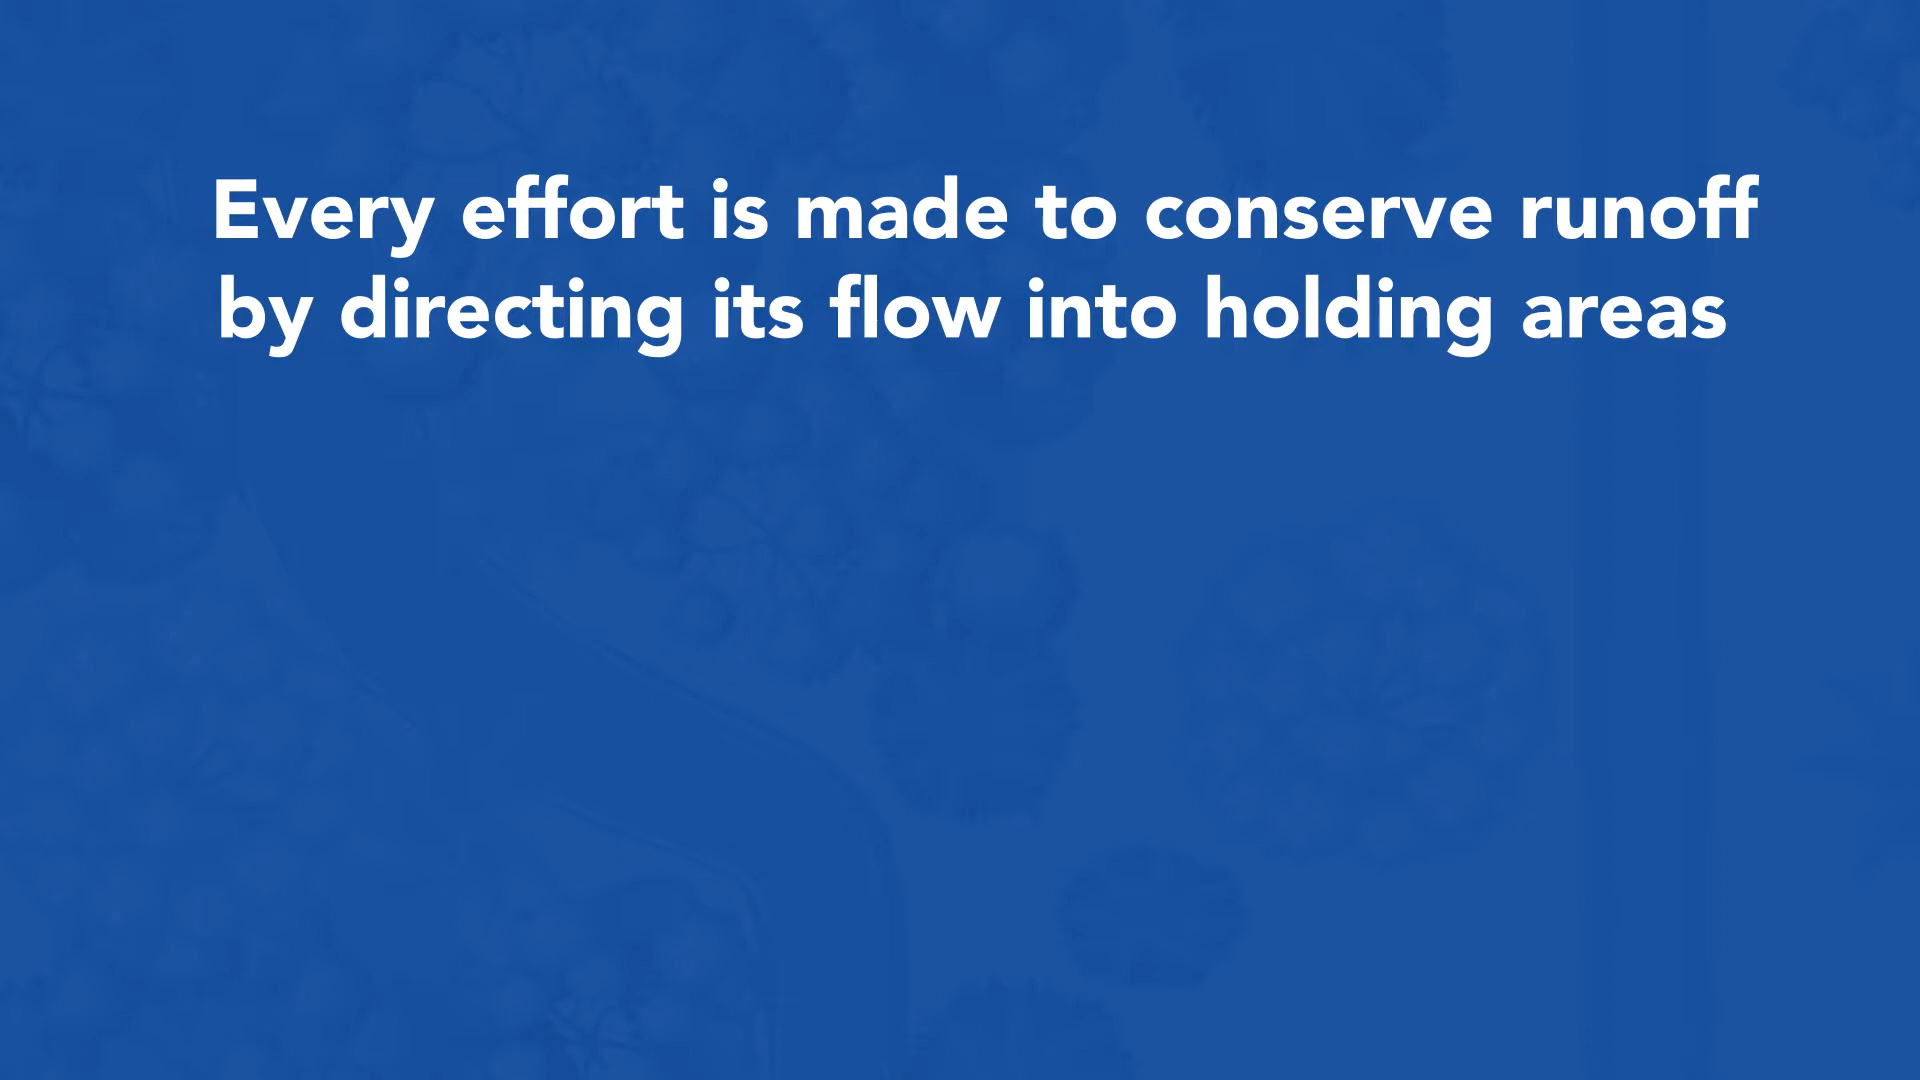 Every effort is made to conserve runoff
by directing its flow into holding areas